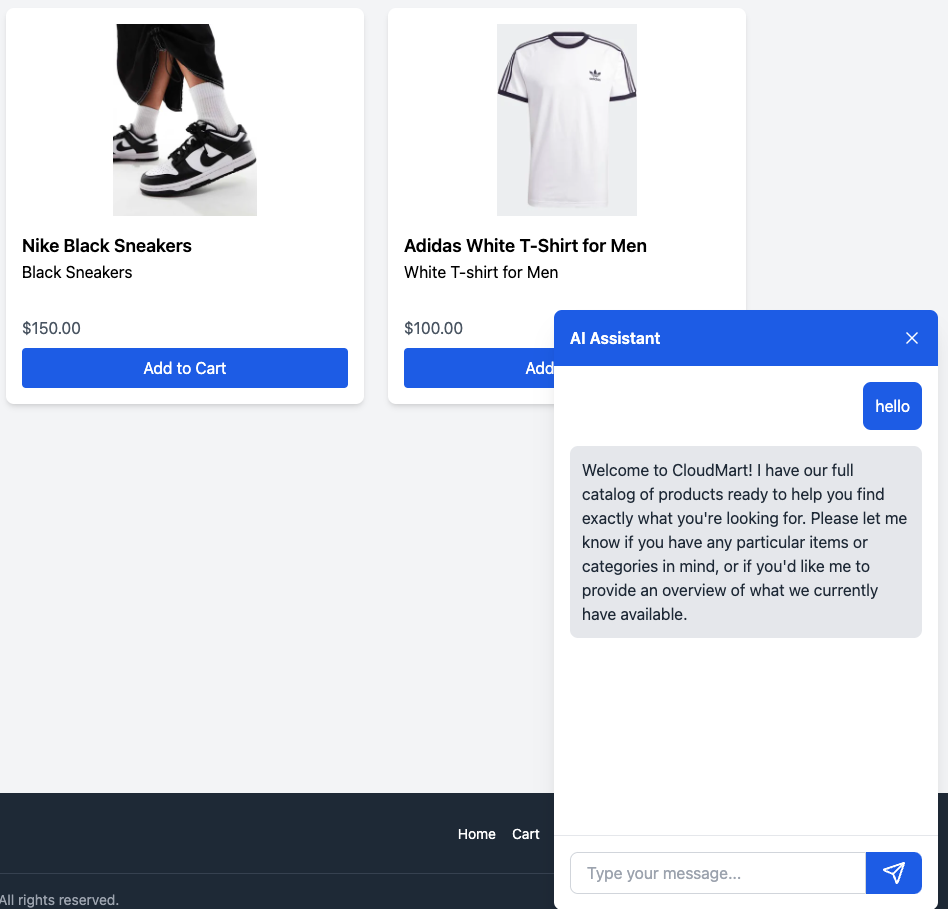 Nike Black Sneakers
Black Sneakers
$150.00
Add to Cart
Adidas White T-Shirt for Men
White T-shirt for Men
$100.00
Add
AI Assistant
hello
Welcome to CloudMart! I have our full
catalog of products ready to help you find
exactly what you're looking for. Please let me
know if you have any particular items or
categories in mind, or if you'd like me to
provide an overview of what we currently
have available.
Type your message...
Home Cart
All rights reserved.